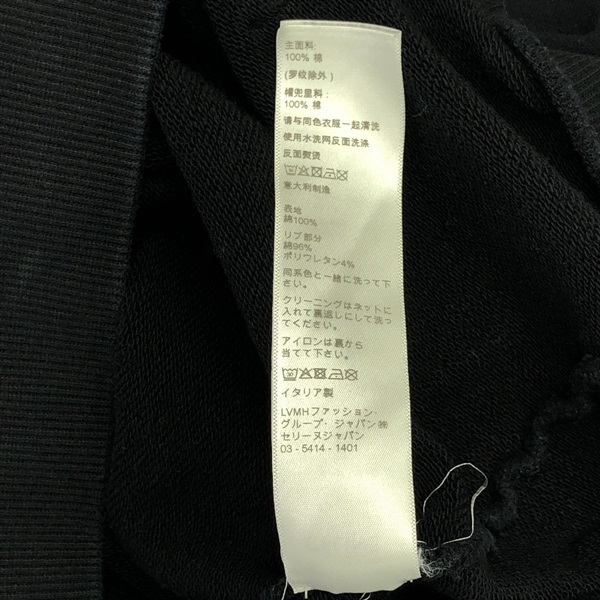 主面料:
100% 棉
(罗纹除外)
帽兜里料:
100% 棉
请与同色衣服一起清洗
使用水洗网反面洗涤
反面熨烫
意大利制造
表地
綿100%
リブ部分
綿96%
ポリウレタン4%
同系色と一緒に洗って下
さい。
クリーニングはネットに
入れて裏返しにして洗っ
てください。
アイロンは裏から
当てて下さい。
イタリア製
LVMHファッション・
グループ・ジャパン㈱
セリーヌジャパン
03 - 5414 - 1401